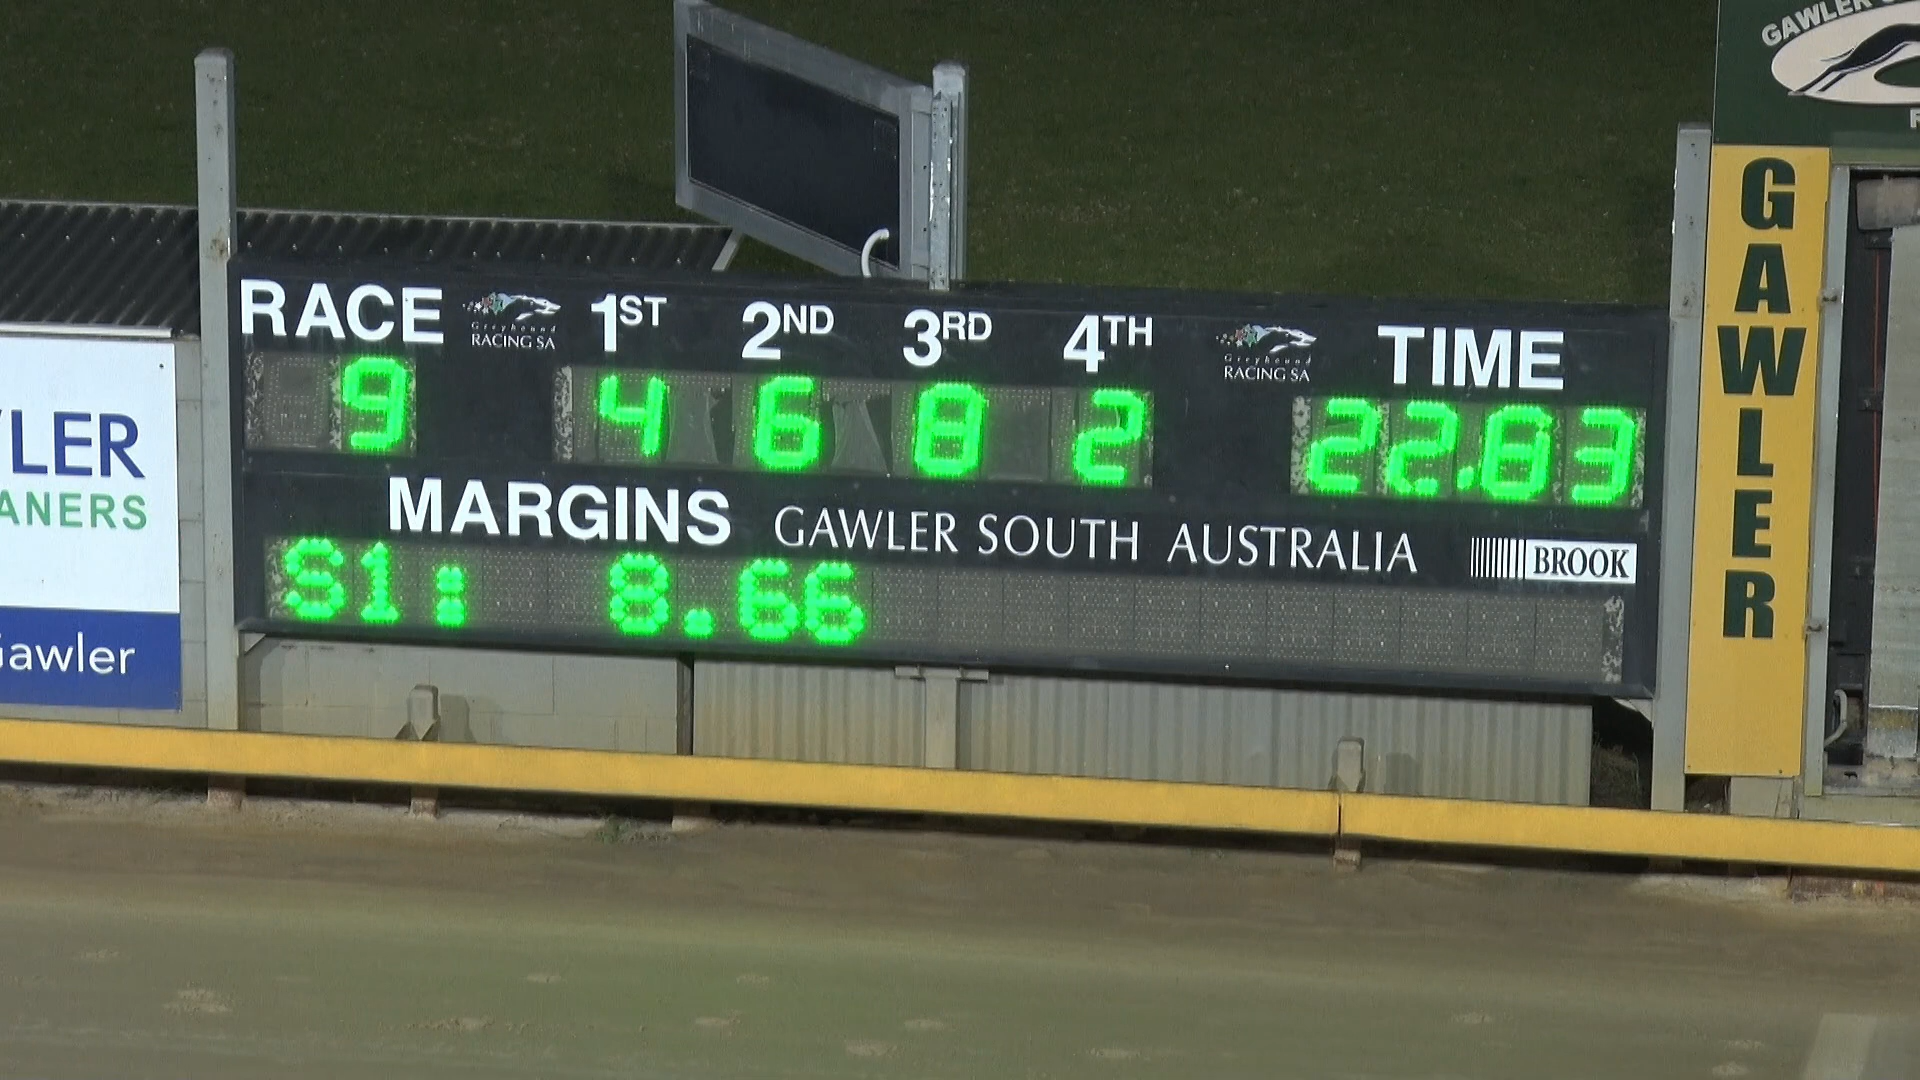 GAWLER
RACE
Greyhound
RACING SA
1ST 2ND 3RD 4TH
Greyhound
RACING SA
TIME
9 4 6 8 2 22.83
MARGINS
GAWLER SOUTH AUSTRALIA
BROOK
S1: 8.66
LER
ANERS
Gawler
GAWLER